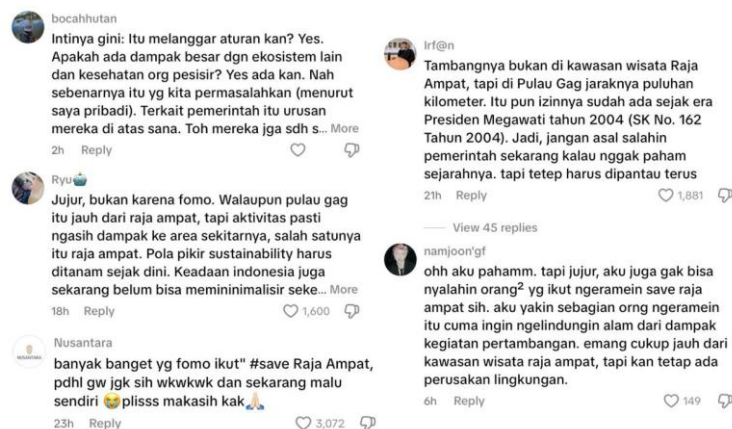 bocahhutan
Intinya gini: Itu melanggar aturan kan? Yes.
Apakah ada dampak besar dgn ekosistem lain
dan kesehatan org pesisir? Yes ada kan. Nah
sebenarnya itu yg kita permasalahkan (menurut
saya pribadi). Terkait pemerintah itu urusan
mereka di atas sana. Toh mereka jga sdh s... More
2h Reply
Ryu🤖
Jujur, bukan karena fomo. Walaupun pulau gag
itu jauh dari raja ampat, tapi aktivitas pasti
ngasih dampak ke area sekitarnya, salah satunya
itu raja ampat. Pola pikir sustainability harus
ditanam sejak dini. Keadaan indonesia juga
sekarang belum bisa memininimalisir seke... More
18h Reply 1,600
NUSANTARA
Nusantara
banyak banget yg fomo ikut" #save Raja Ampat,
pdhl gw jgk sih wkwkwk dan sekarang malu
sendiri 😭plisss makasih kak🙏🏻
23h Reply 3,072
Irf@n
Tambangnya bukan di kawasan wisata Raja
Ampat, tapi di Pulau Gag jaraknya puluhan
kilometer. Itu pun izinnya sudah ada sejak era
Presiden Megawati tahun 2004 (SK No. 162
Tahun 2004). Jadi, jangan asal salahin
pemerintah sekarang kalau nggak paham
sejarahnya. tapi tetep harus dipantau terus
21h Reply 1,881
View 45 replies
namjoon'gf
ohh aku pahamm. tapi jujur, aku juga gak bisa
nyalahin orang² yg ikut ngeramein save raja
ampat sih. aku yakin sebagian orng ngeramein
itu cuma ingin ngelindungin alam dari dampak
kegiatan pertambangan. emang cukup jauh dari
kawasan wisata raja ampat, tapi kan tetap ada
perusakan lingkungan.
6h Reply 149